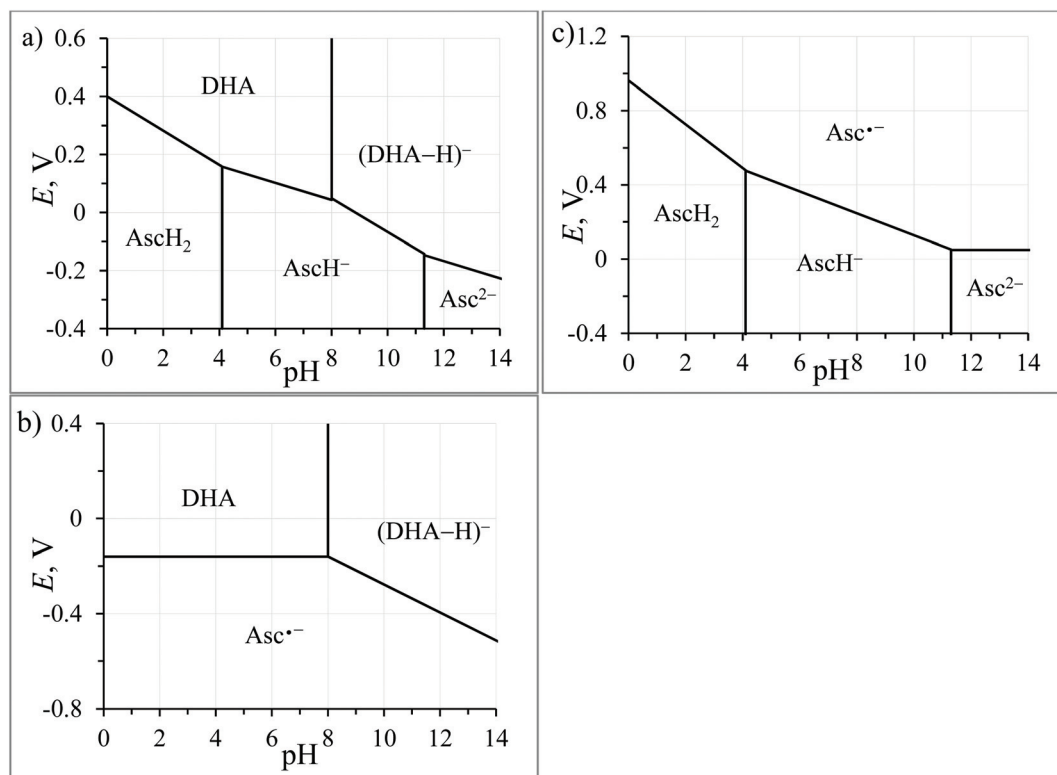 a)
0.6
0.4
0.2
0
-0.2
-0.4
E, V
DHA
(DHA–H)⁻
AscH₂
AscH⁻
Asc²⁻
0 2 4 6 8 10 12 14
pH
c)
1.2
0.8
0.4
0
-0.4
E, V
Asc•⁻
AscH₂
AscH⁻
Asc²⁻
0 2 4 6 8 10 12 14
pH
b)
0.4
0
-0.4
-0.8
E, V
DHA
(DHA–H)⁻
Asc•⁻
0 2 4 6 8 10 12 14
pH